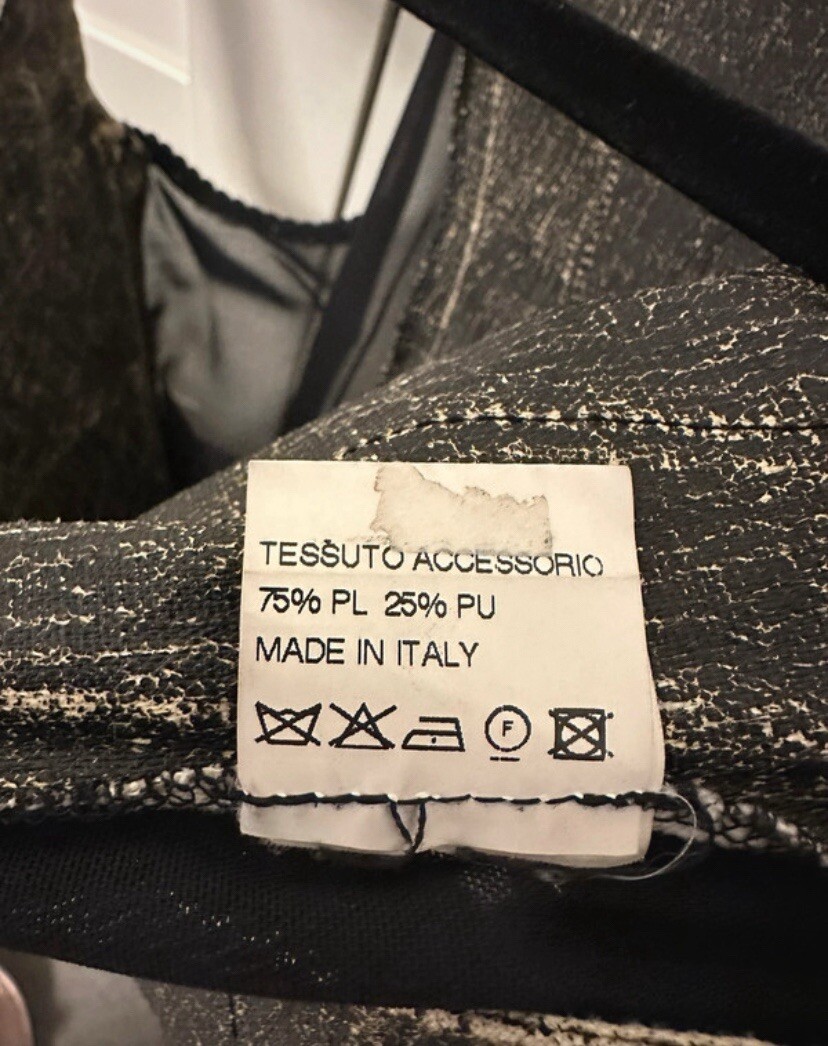 TESSUTO ACCESSORIO
75% PL 25% PU
MADE IN ITALY
F